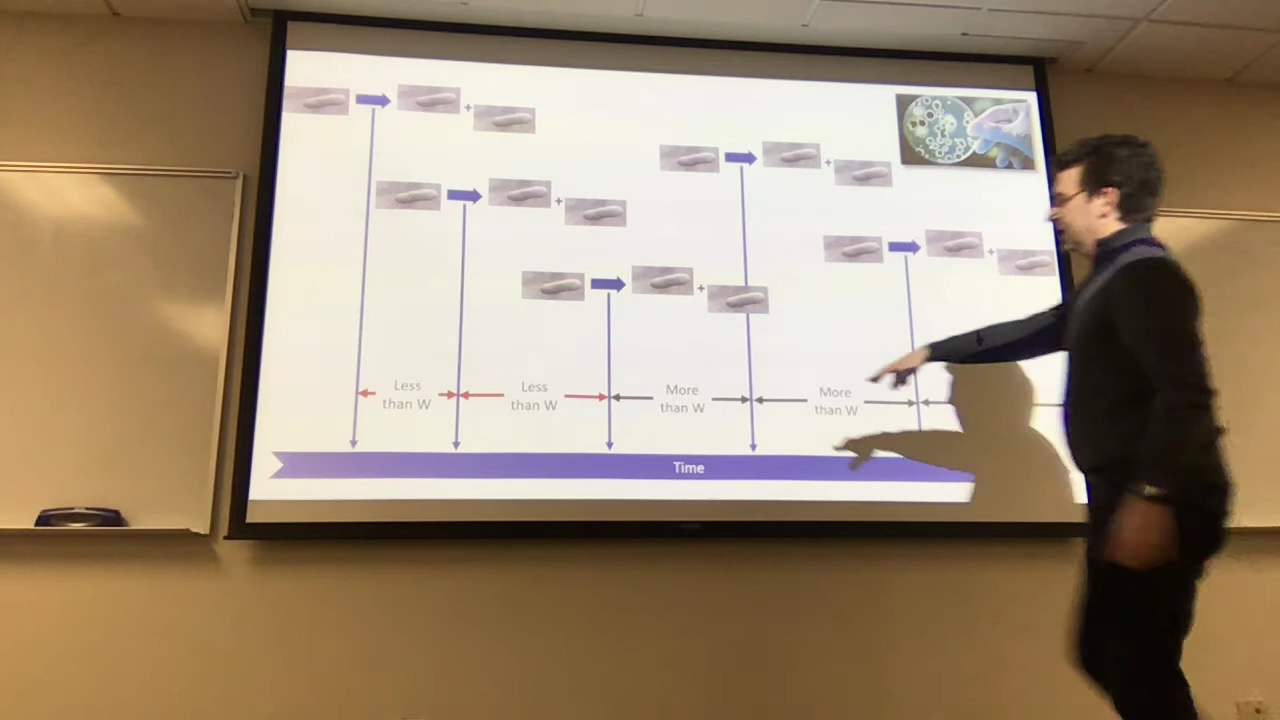 +
+
+
+
+
Less
than W
Less
than W
More
than W
More
than W
Time